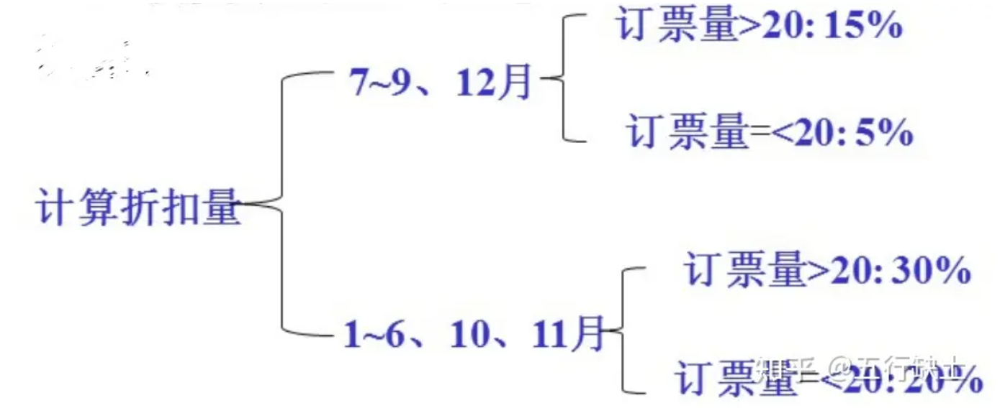 订票量>20:15%
7~9、12月
订票量=<20:5%
计算折扣量
订票量>20:30%
1~6、10、11月
订票量=<20:20%
知乎 @五行缺土